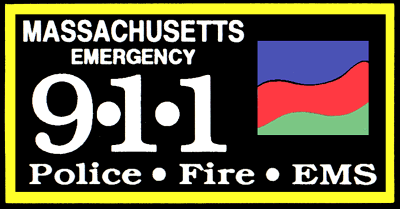 MASSACHUSETTS
EMERGENCY
9•1•1
Police • Fire • EMS